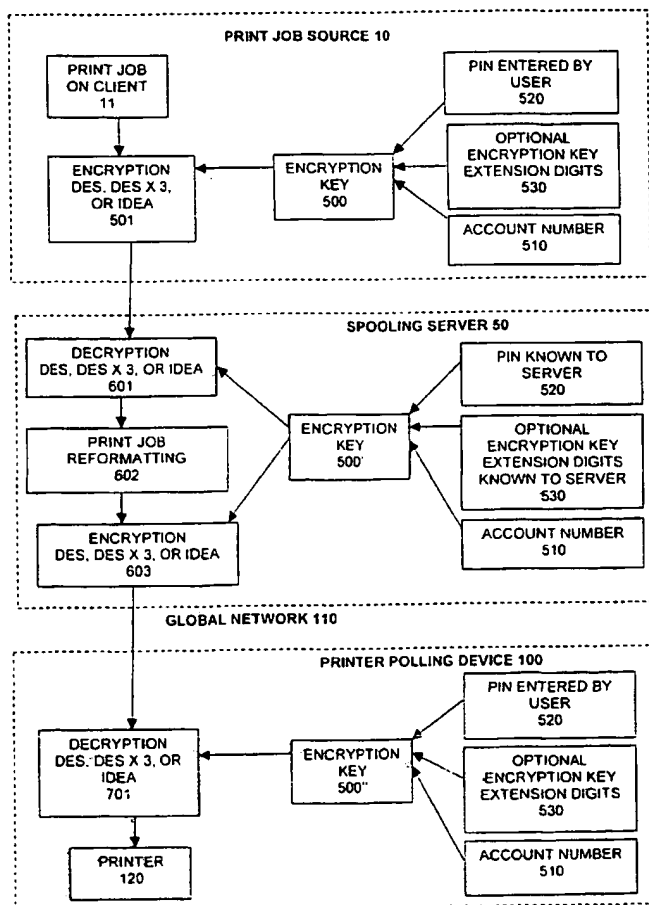 PRINT JOB SOURCE 10
PRINT JOB
ON CLIENT
11
PIN ENTERED BY
USER
520
OPTIONAL
ENCRYPTION KEY
EXTENSION DIGITS
530
ENCRYPTION
DES, DES X 3,
OR IDEA
501
ENCRYPTION
KEY
500
ACCOUNT NUMBER
510
SPOOLING SERVER 50
DECRYPTION
DES, DES X 3, OR IDEA
601
PIN KNOWN TO
SERVER
520
PRINT JOB
REFORMATTING
602
ENCRYPTION
KEY
500'
OPTIONAL
ENCRYPTION KEY
EXTENSION DIGITS
KNOWN TO SERVER
530
ENCRYPTION
DES, DES X 3, OR IDEA
603
ACCOUNT NUMBER
510
GLOBAL NETWORK 110
PRINTER POLLING DEVICE 100
PIN ENTERED BY
USER
520
DECRYPTION
DES, DES X 3, OR
IDEA
701
ENCRYPTION
KEY
500"
OPTIONAL
ENCRYPTION KEY
EXTENSION DIGITS
530
PRINTER
120
ACCOUNT NUMBER
510